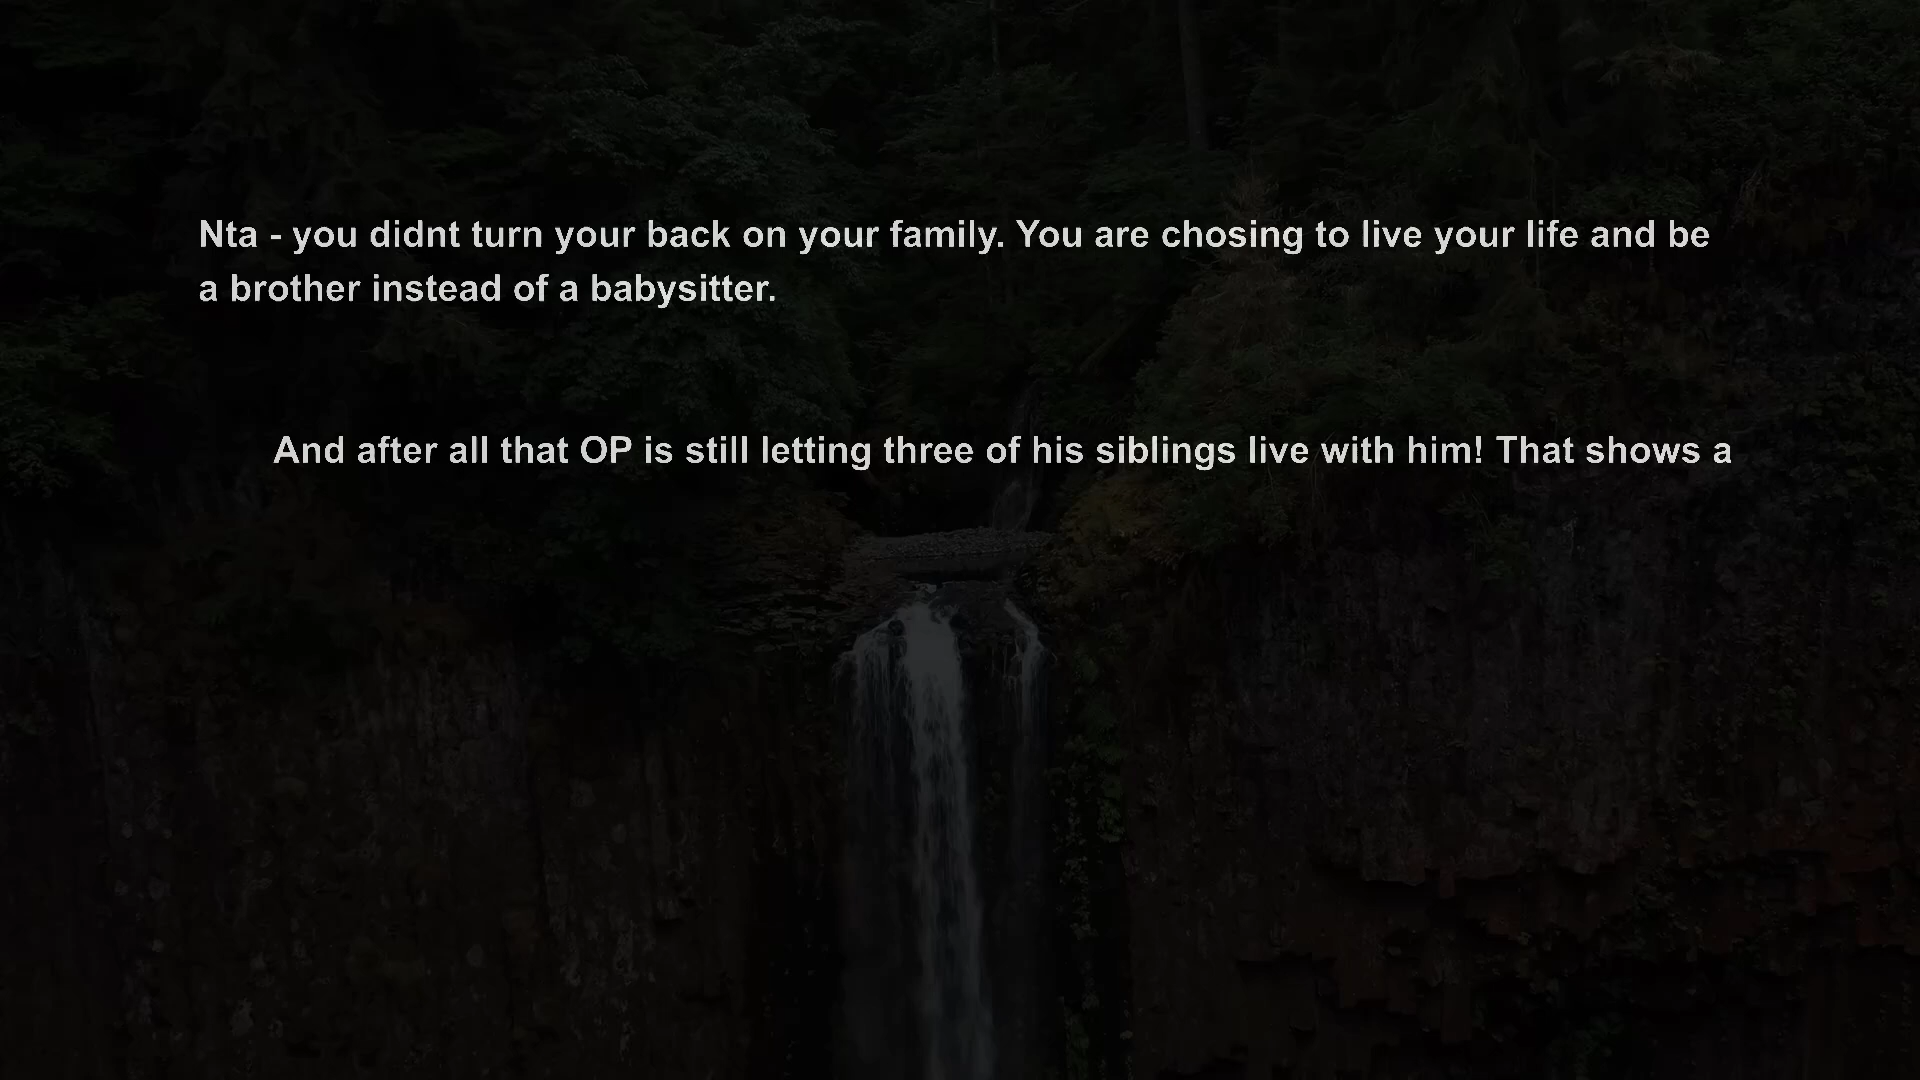 Nta - you didnt turn your back on your family. You are chosing to live your life and be
a brother instead of a babysitter.
And after all that OP is still letting three of his siblings live with him! That shows a